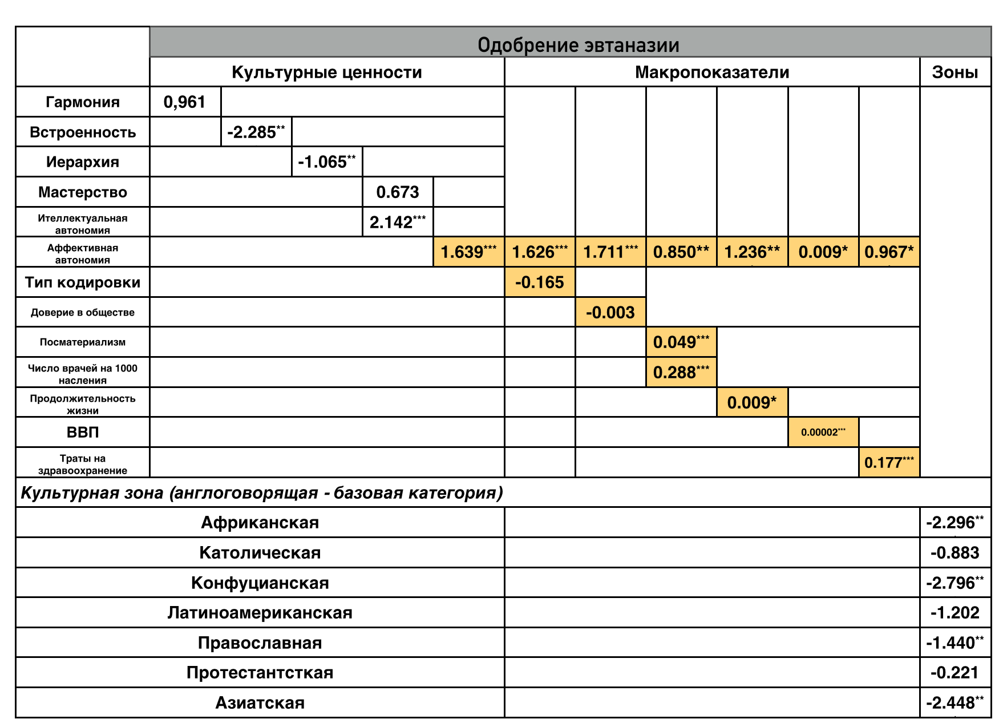 Одобрение эвтаназии
Культурные ценности Макропоказатели Зоны
Гармония 0,961
Встроенность -2.285**
Иерархия -1.065**
Мастерство 0.673
Ителлектуальная
автономия 2.142***
Аффективная
автономия 1.639*** 1.626*** 1.711*** 0.850** 1.236** 0.009* 0.967*
Тип кодировки -0.165
Доверие в обществе -0.003
Посматериализм 0.049***
Число врачей на 1000
насления 0.288***
Продолжительность
жизни 0.009*
ВВП 0.00002***
Траты на
здравоохранение 0.177***
Культурная зона (англоговорящая - базовая категория)
Африканская -2.296**
Католическая -0.883
Конфуцианская -2.796**
Латиноамериканская -1.202
Православная -1.440**
Протестантсткая -0.221
Азиатская -2.448**